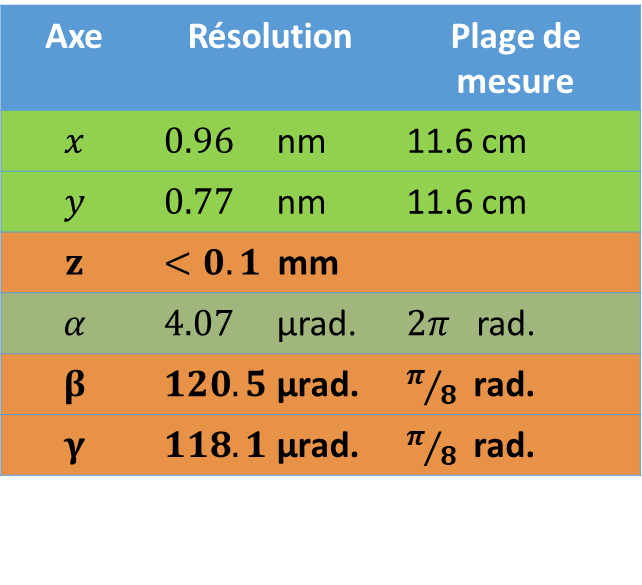 Axe Résolution Plage de
mesure
x 0.96 nm 11.6 cm
y 0.77 nm 11.6 cm
z < 0.1 mm
α 4.07 µrad. 2π rad.
β 120.5 µrad. π/8 rad.
γ 118.1 µrad. π/8 rad.